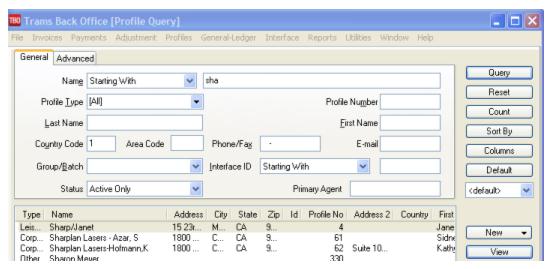 TBO Trams Back Office [Profile Query]
File Invoices Payments Adjustment Profiles General-Ledger Interface Reports Utilities Window Help
General Advanced
Name Starting With sha Query
Profile Type [All] Profile Number Reset
Last Name First Name Count
Country Code 1 Area Code Phone/Fax - E-mail Sort By
Group/Batch Interface ID Starting With Columns
Status Active Only Primary Agent Default
<default>
Type Name Address City State Zip Id Profile No Address 2 Country First
Leis... Sharp/Janet 15 23r... M... CA 9... 4 Jane
Corp... Sharplan Lasers - Azar, S 1800 ... C... CA 9... 61 Sidne
Corp... Sharplan Lasers-Hofmann,K 1800 ... C... CA 9... 62 Suite 10... Kathy
Other Sharon Meyer 330
New
View